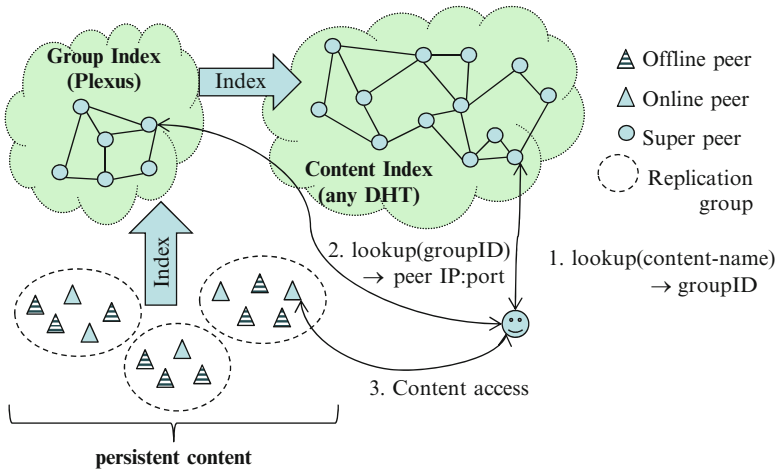 Group Index
(Plexus)
Index
Content Index
(any DHT)
Offline peer
Online peer
Super peer
Replication
group
Index
2. lookup(groupID)
→ peer IP:port
1. lookup(content-name)
→ groupID
3. Content access
persistent content